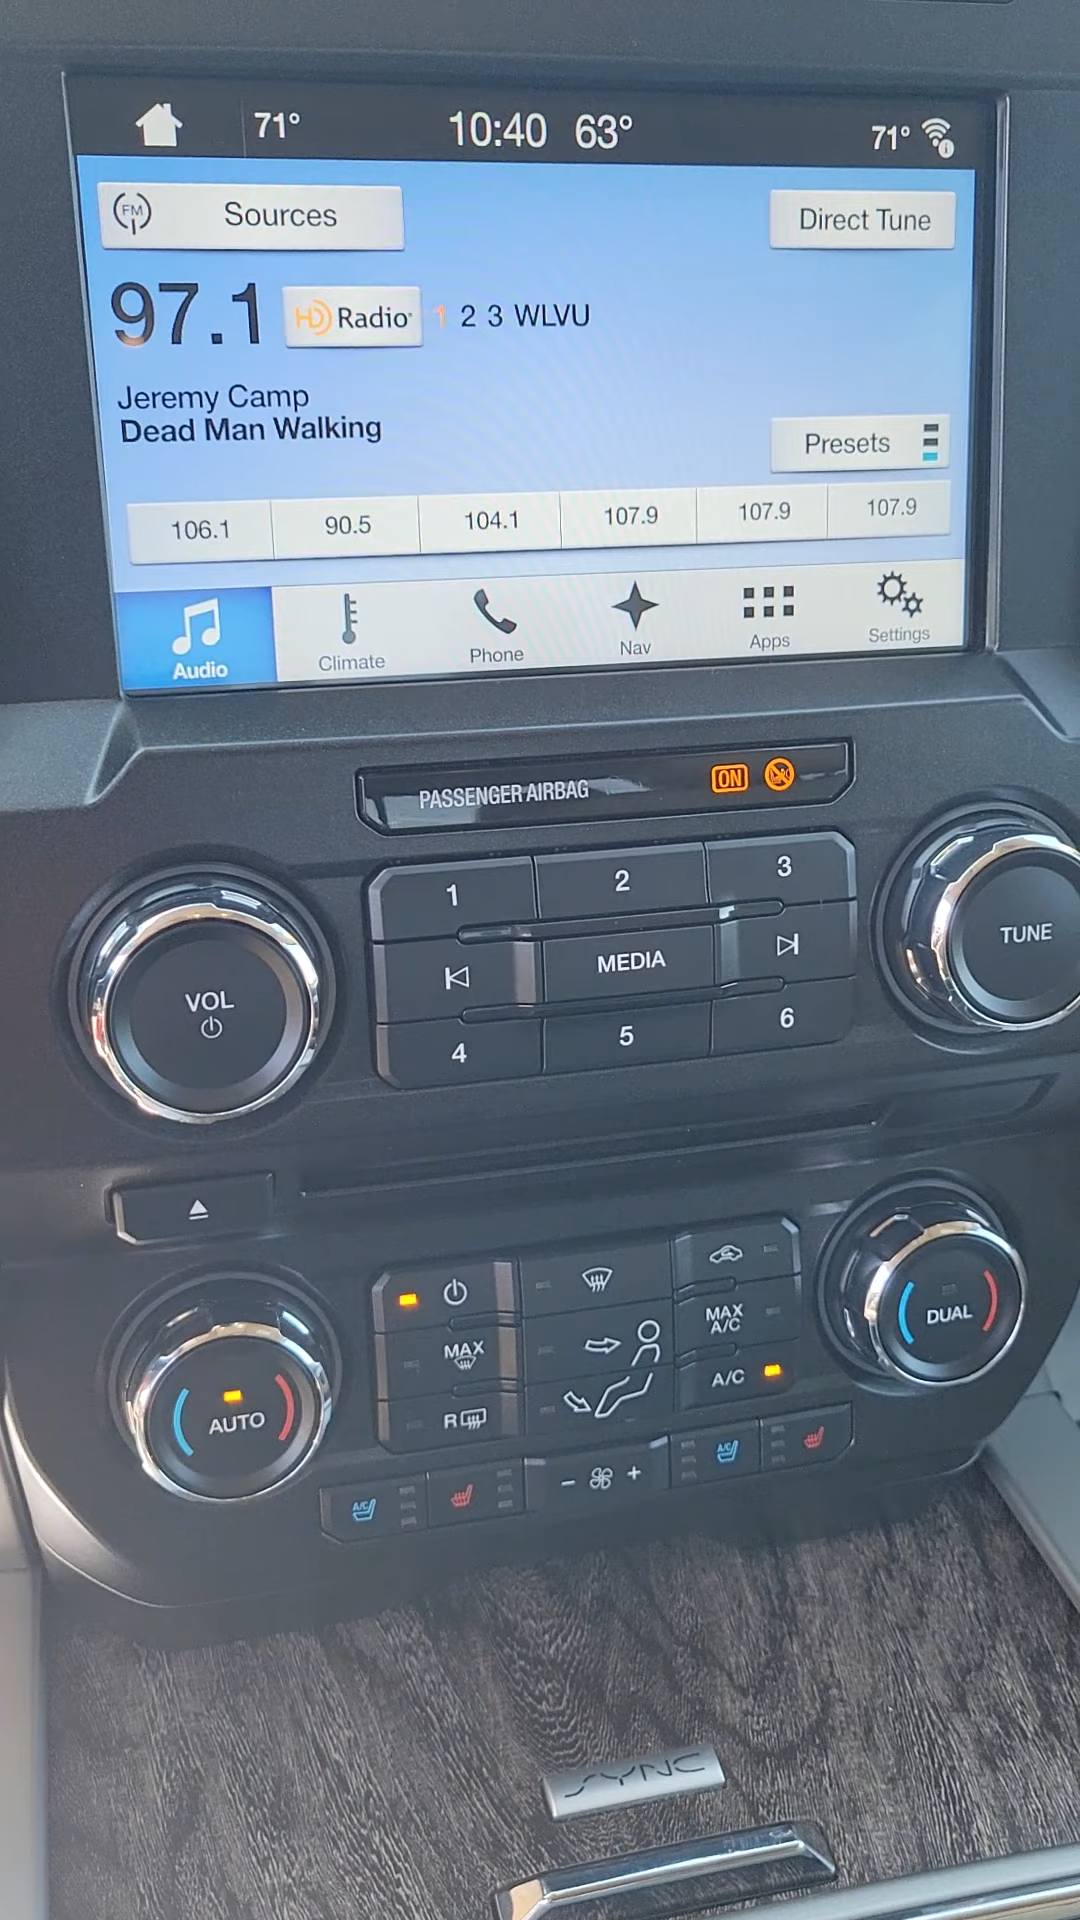 71° 10:40 63° 71°
FM Sources Direct Tune
97.1 HD Radio 1 2 3 WLVU
Jeremy Camp
Dead Man Walking
Presets
106.1 90.5 104.1 107.9 107.9 107.9
Audio Climate Phone Nav Apps Settings
PASSENGER AIRBAG ON
1 2 3
VOL MEDIA TUNE
4 5 6
MAX
A/C
DUAL
MAX
A/C
AUTO R
A/C - + A/C
SYNC